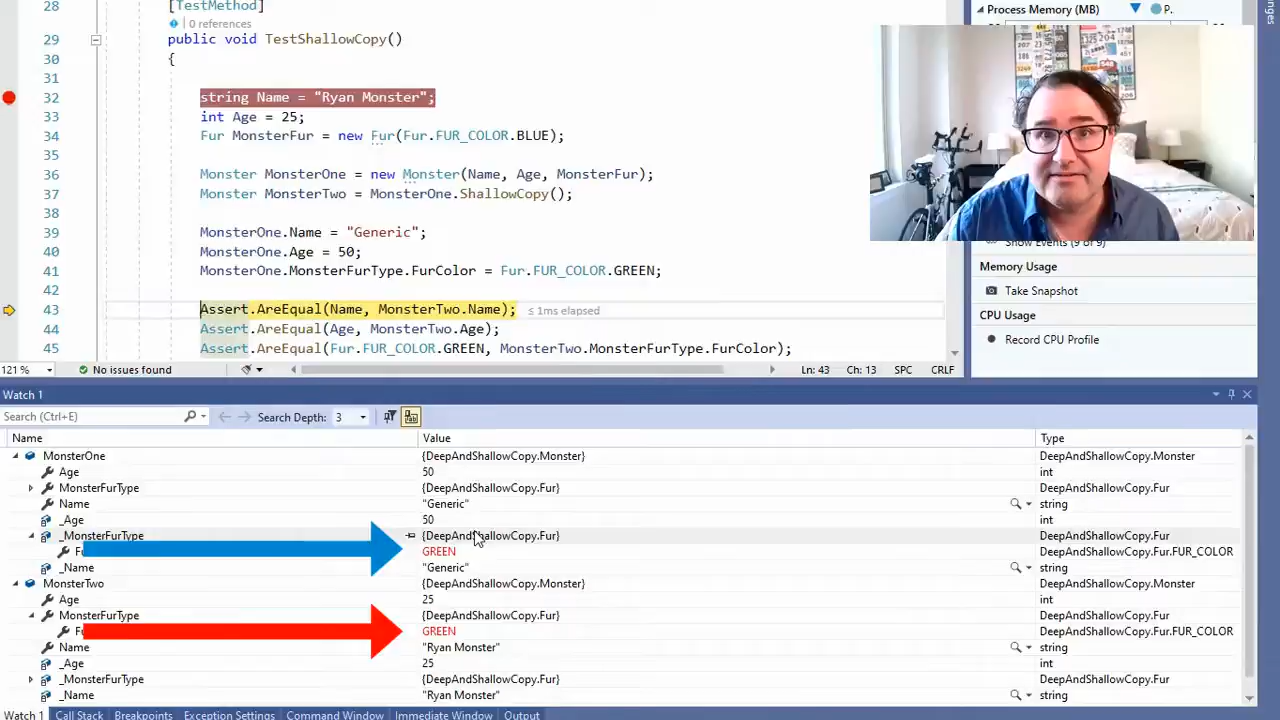 28 [TestMethod]
0 references
29 public void TestShallowCopy()
30 {
31
32 string Name = "Ryan Monster";
33 int Age = 25;
34 Fur MonsterFur = new Fur(Fur.FUR_COLOR.BLUE);
35
36 Monster MonsterOne = new Monster(Name, Age, MonsterFur);
37 Monster MonsterTwo = MonsterOne.ShallowCopy();
38
39 MonsterOne.Name = "Generic";
40 MonsterOne.Age = 50;
41 MonsterOne.MonsterFurType.FurColor = Fur.FUR_COLOR.GREEN;
42
43 Assert.AreEqual(Name, MonsterTwo.Name); ≤ 1ms elapsed
44 Assert.AreEqual(Age, MonsterTwo.Age);
45 Assert.AreEqual(Fur.FUR_COLOR.GREEN, MonsterTwo.MonsterFurType.FurColor);
121 % No issues found Ln: 43 Ch: 13 SPC CRLF
Process Memory (MB) P.
Show Events (9 of 9)
Memory Usage
Take Snapshot
CPU Usage
Record CPU Profile
Watch 1
Search (Ctrl+E) Search Depth: 3
Name Value Type
MonsterOne {DeepAndShallowCopy.Monster} DeepAndShallowCopy.Monster
Age 50 int
MonsterFurType {DeepAndShallowCopy.Fur} DeepAndShallowCopy.Fur
Name "Generic" string
_Age 50 int
_MonsterFurType {DeepAndShallowCopy.Fur} DeepAndShallowCopy.Fur
GREEN DeepAndShallowCopy.Fur.FUR_COLOR
_Name "Generic" string
MonsterTwo {DeepAndShallowCopy.Monster} DeepAndShallowCopy.Monster
Age 25 int
MonsterFurType {DeepAndShallowCopy.Fur} DeepAndShallowCopy.Fur
GREEN DeepAndShallowCopy.Fur.FUR_COLOR
Name "Ryan Monster" string
_Age 25 int
_MonsterFurType {DeepAndShallowCopy.Fur} DeepAndShallowCopy.Fur
_Name "Ryan Monster" string
Watch 1 Call Stack Breakpoints Exception Settings Command Window Immediate Window Output